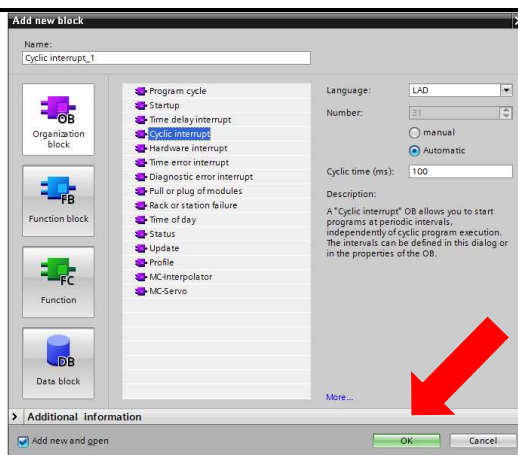 Add new block
Name:
Cyclic interrupt_1
OB
Organization
block
FB
Function block
FC
Function
DB
Data block
Program cycle
Startup
Time delay interrupt
Cyclic interrupt
Hardware interrupt
Time error interrupt
Diagnostic error interrupt
Pull or plug of modules
Rack or station failure
Time of day
Status
Update
Profile
MC-Interpolator
MC-Servo
Language: LAD
Number: 31
manual
Automatic
Cyclic time (ms): 100
Description:
A "Cyclic interrupt" OB allows you to start
programs at periodic intervals,
independently of cyclic program execution.
The intervals can be defined in this dialog or
in the properties of the OB.
More...
> Additional information
Add new and open
OK Cancel